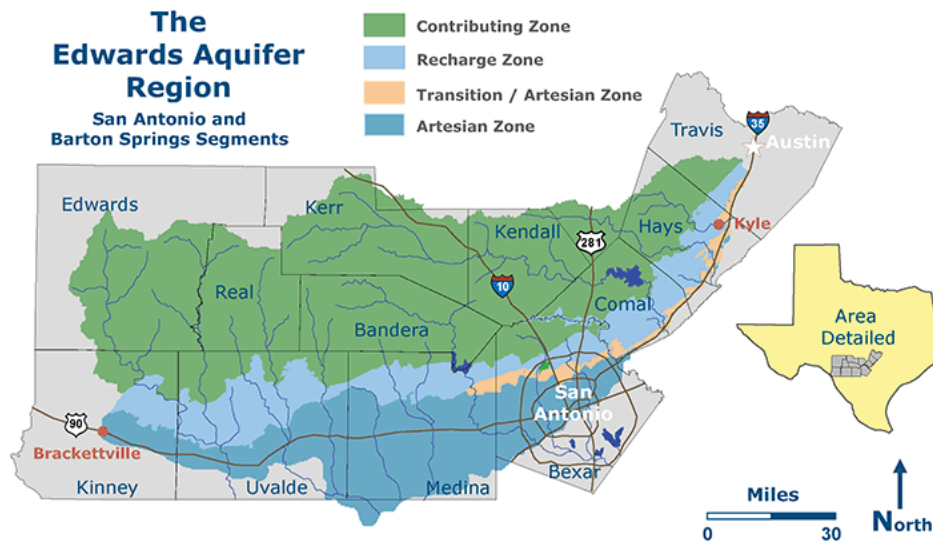 The
Edwards Aquifer
Region
San Antonio and
Barton Springs Segments
Contributing Zone
Recharge Zone
Transition / Artesian Zone
Artesian Zone
35
Travis
Austin
Edwards
Kerr
Kendall
281
Hays
Kyle
Real
10
Comal
Bandera
Area
Detailed
San
Antonio
90
Brackettville
Bexar
Kinney
Uvalde
Medina
Miles
0
30
North